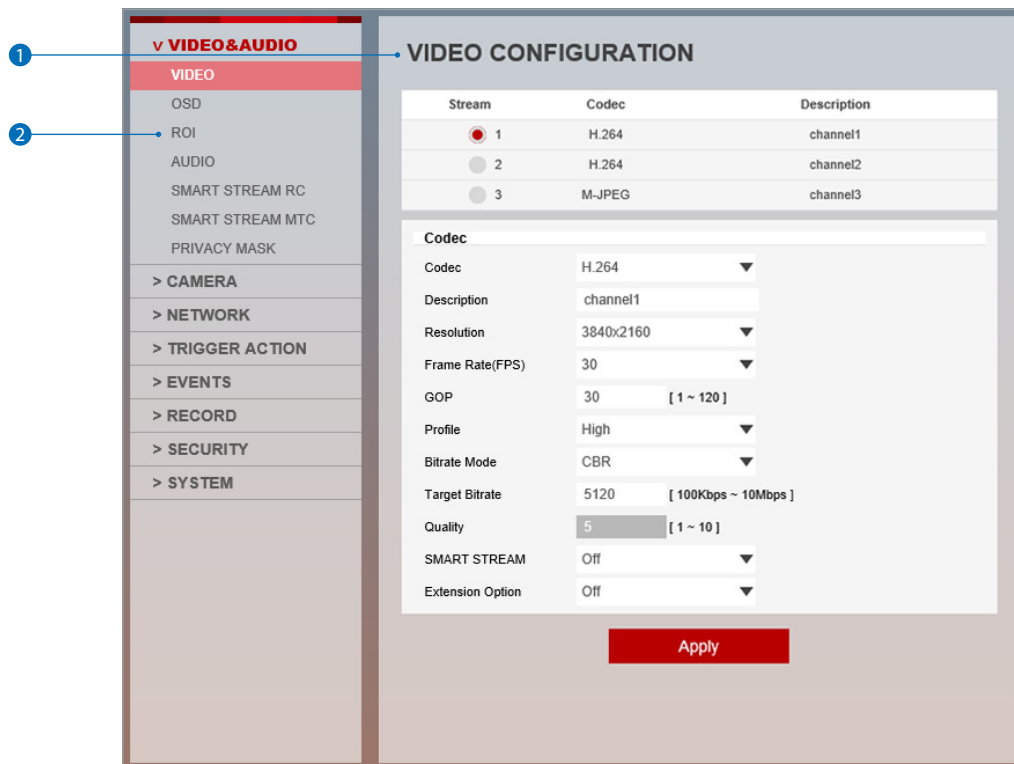 1
2
v VIDEO&AUDIO
VIDEO
OSD
ROI
AUDIO
SMART STREAM RC
SMART STREAM MTC
PRIVACY MASK
> CAMERA
> NETWORK
> TRIGGER ACTION
> EVENTS
> RECORD
> SECURITY
> SYSTEM
VIDEO CONFIGURATION
Stream Codec Description
1 H.264 channel1
2 H.264 channel2
3 M-JPEG channel3
Codec
Codec H.264
Description channel1
Resolution 3840x2160
Frame Rate(FPS) 30
GOP 30 [ 1 ~ 120 ]
Profile High
Bitrate Mode CBR
Target Bitrate 5120 [ 100Kbps ~ 10Mbps ]
Quality 5 [ 1 ~ 10 ]
SMART STREAM Off
Extension Option Off
Apply